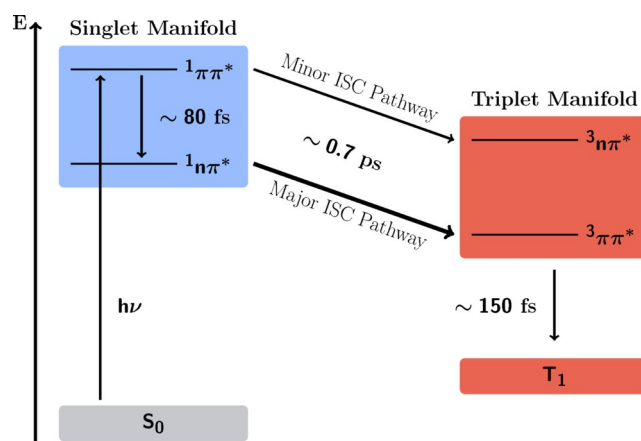 E
Singlet Manifold
¹ππ*
~ 80 fs
¹nπ*
hν
S₀
Minor ISC Pathway
~ 0.7 ps
Major ISC Pathway
Triplet Manifold
³nπ*
³ππ*
~ 150 fs
T₁